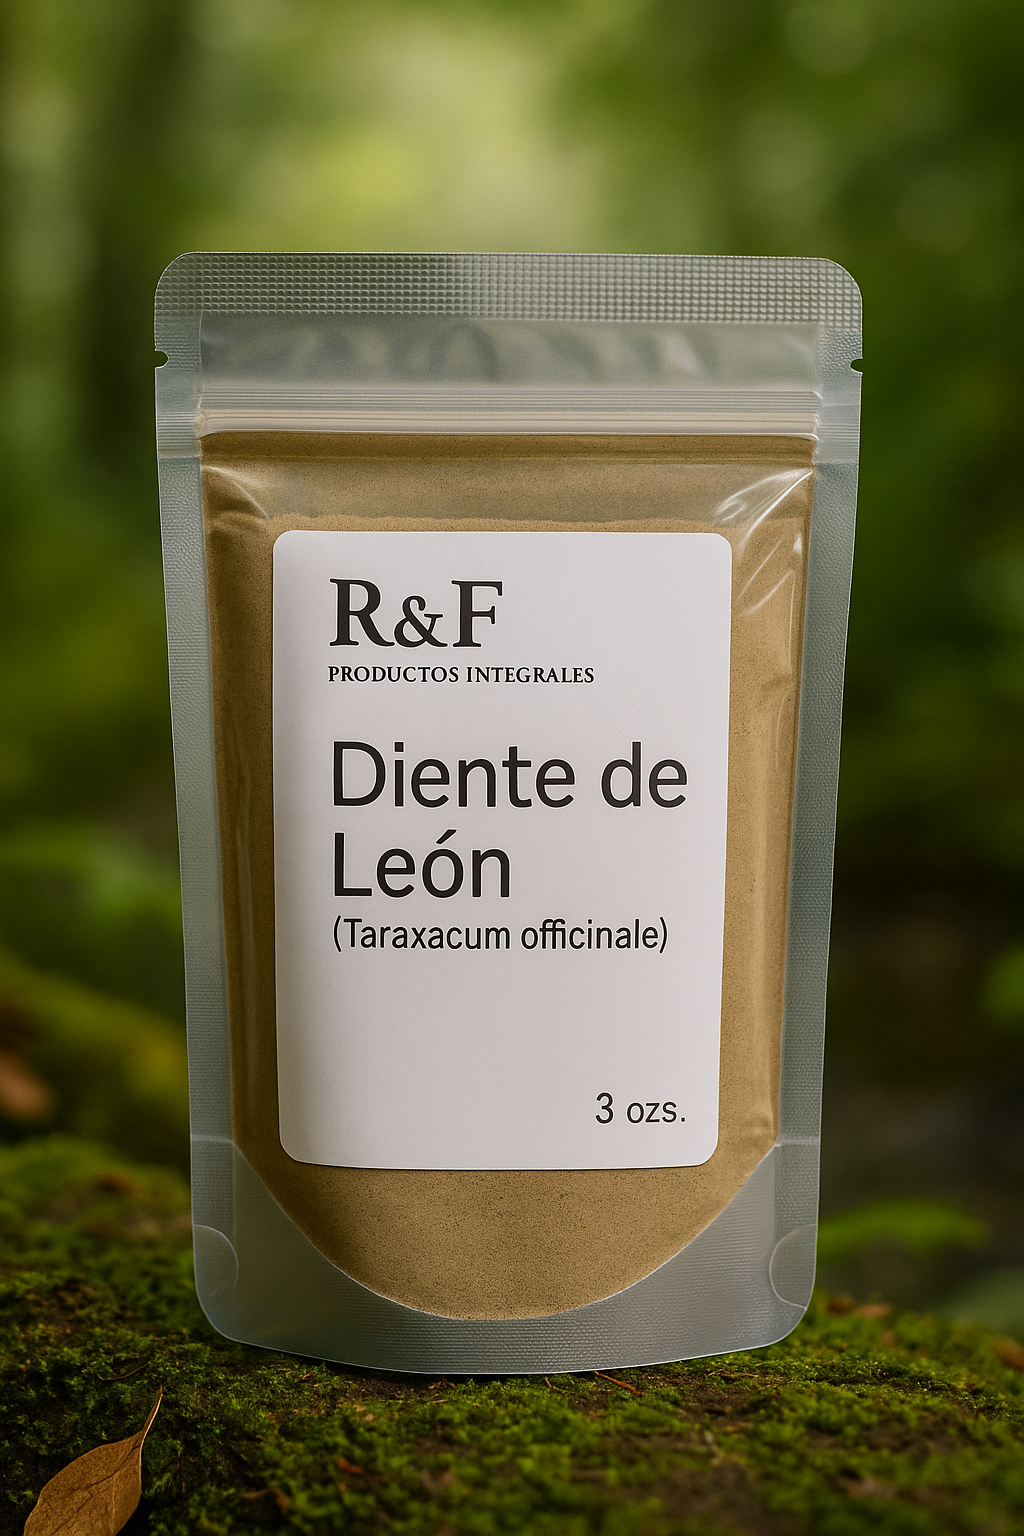 R&F
PRODUCTOS INTEGRALES
Diente de
León
(Taraxacum officinale)
3 ozs.